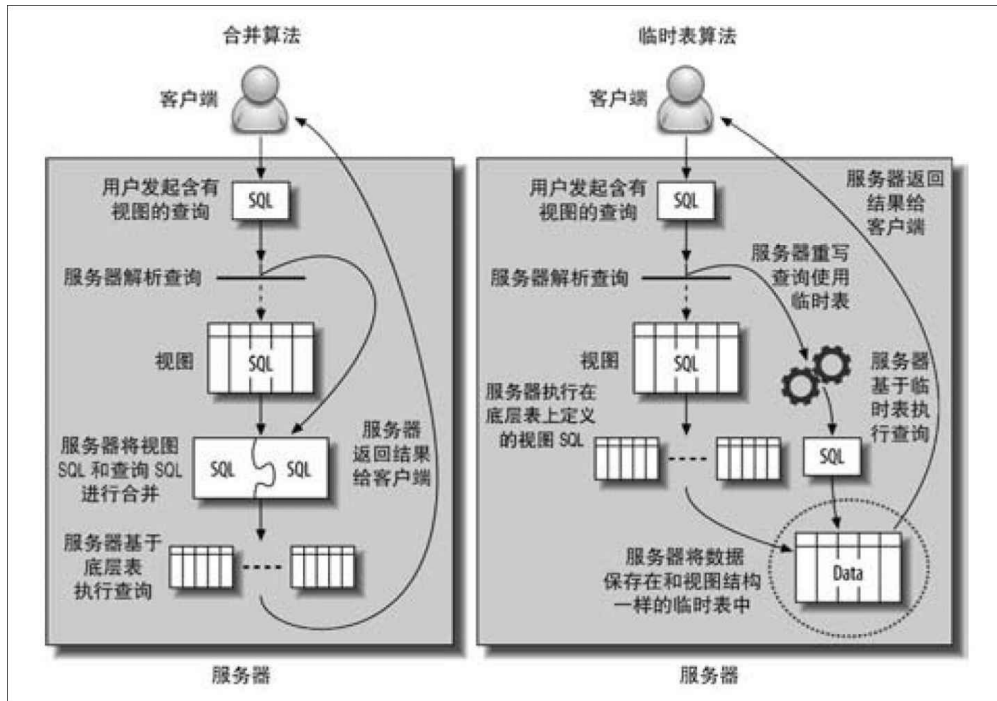 合并算法
客户端
用户发起含有
视图的查询
SQL
服务器解析查询
视图
SQL
服务器将视图
SQL 和查询 SQL
进行合并
SQL
SQL
服务器
返回结果
给客户端
服务器基于
底层表
执行查询
服务器
临时表算法
客户端
用户发起含有
视图的查询
SQL
服务器返回
结果给
客户端
服务器解析查询
服务器重写
查询使用
临时表
视图
SQL
服务器执行在
底层表上定义
的视图 SQL
服务器
基于临
时表执
行查询
SQL
服务器将数据
保存在和视图结构
一样的临时表中
Data
服务器